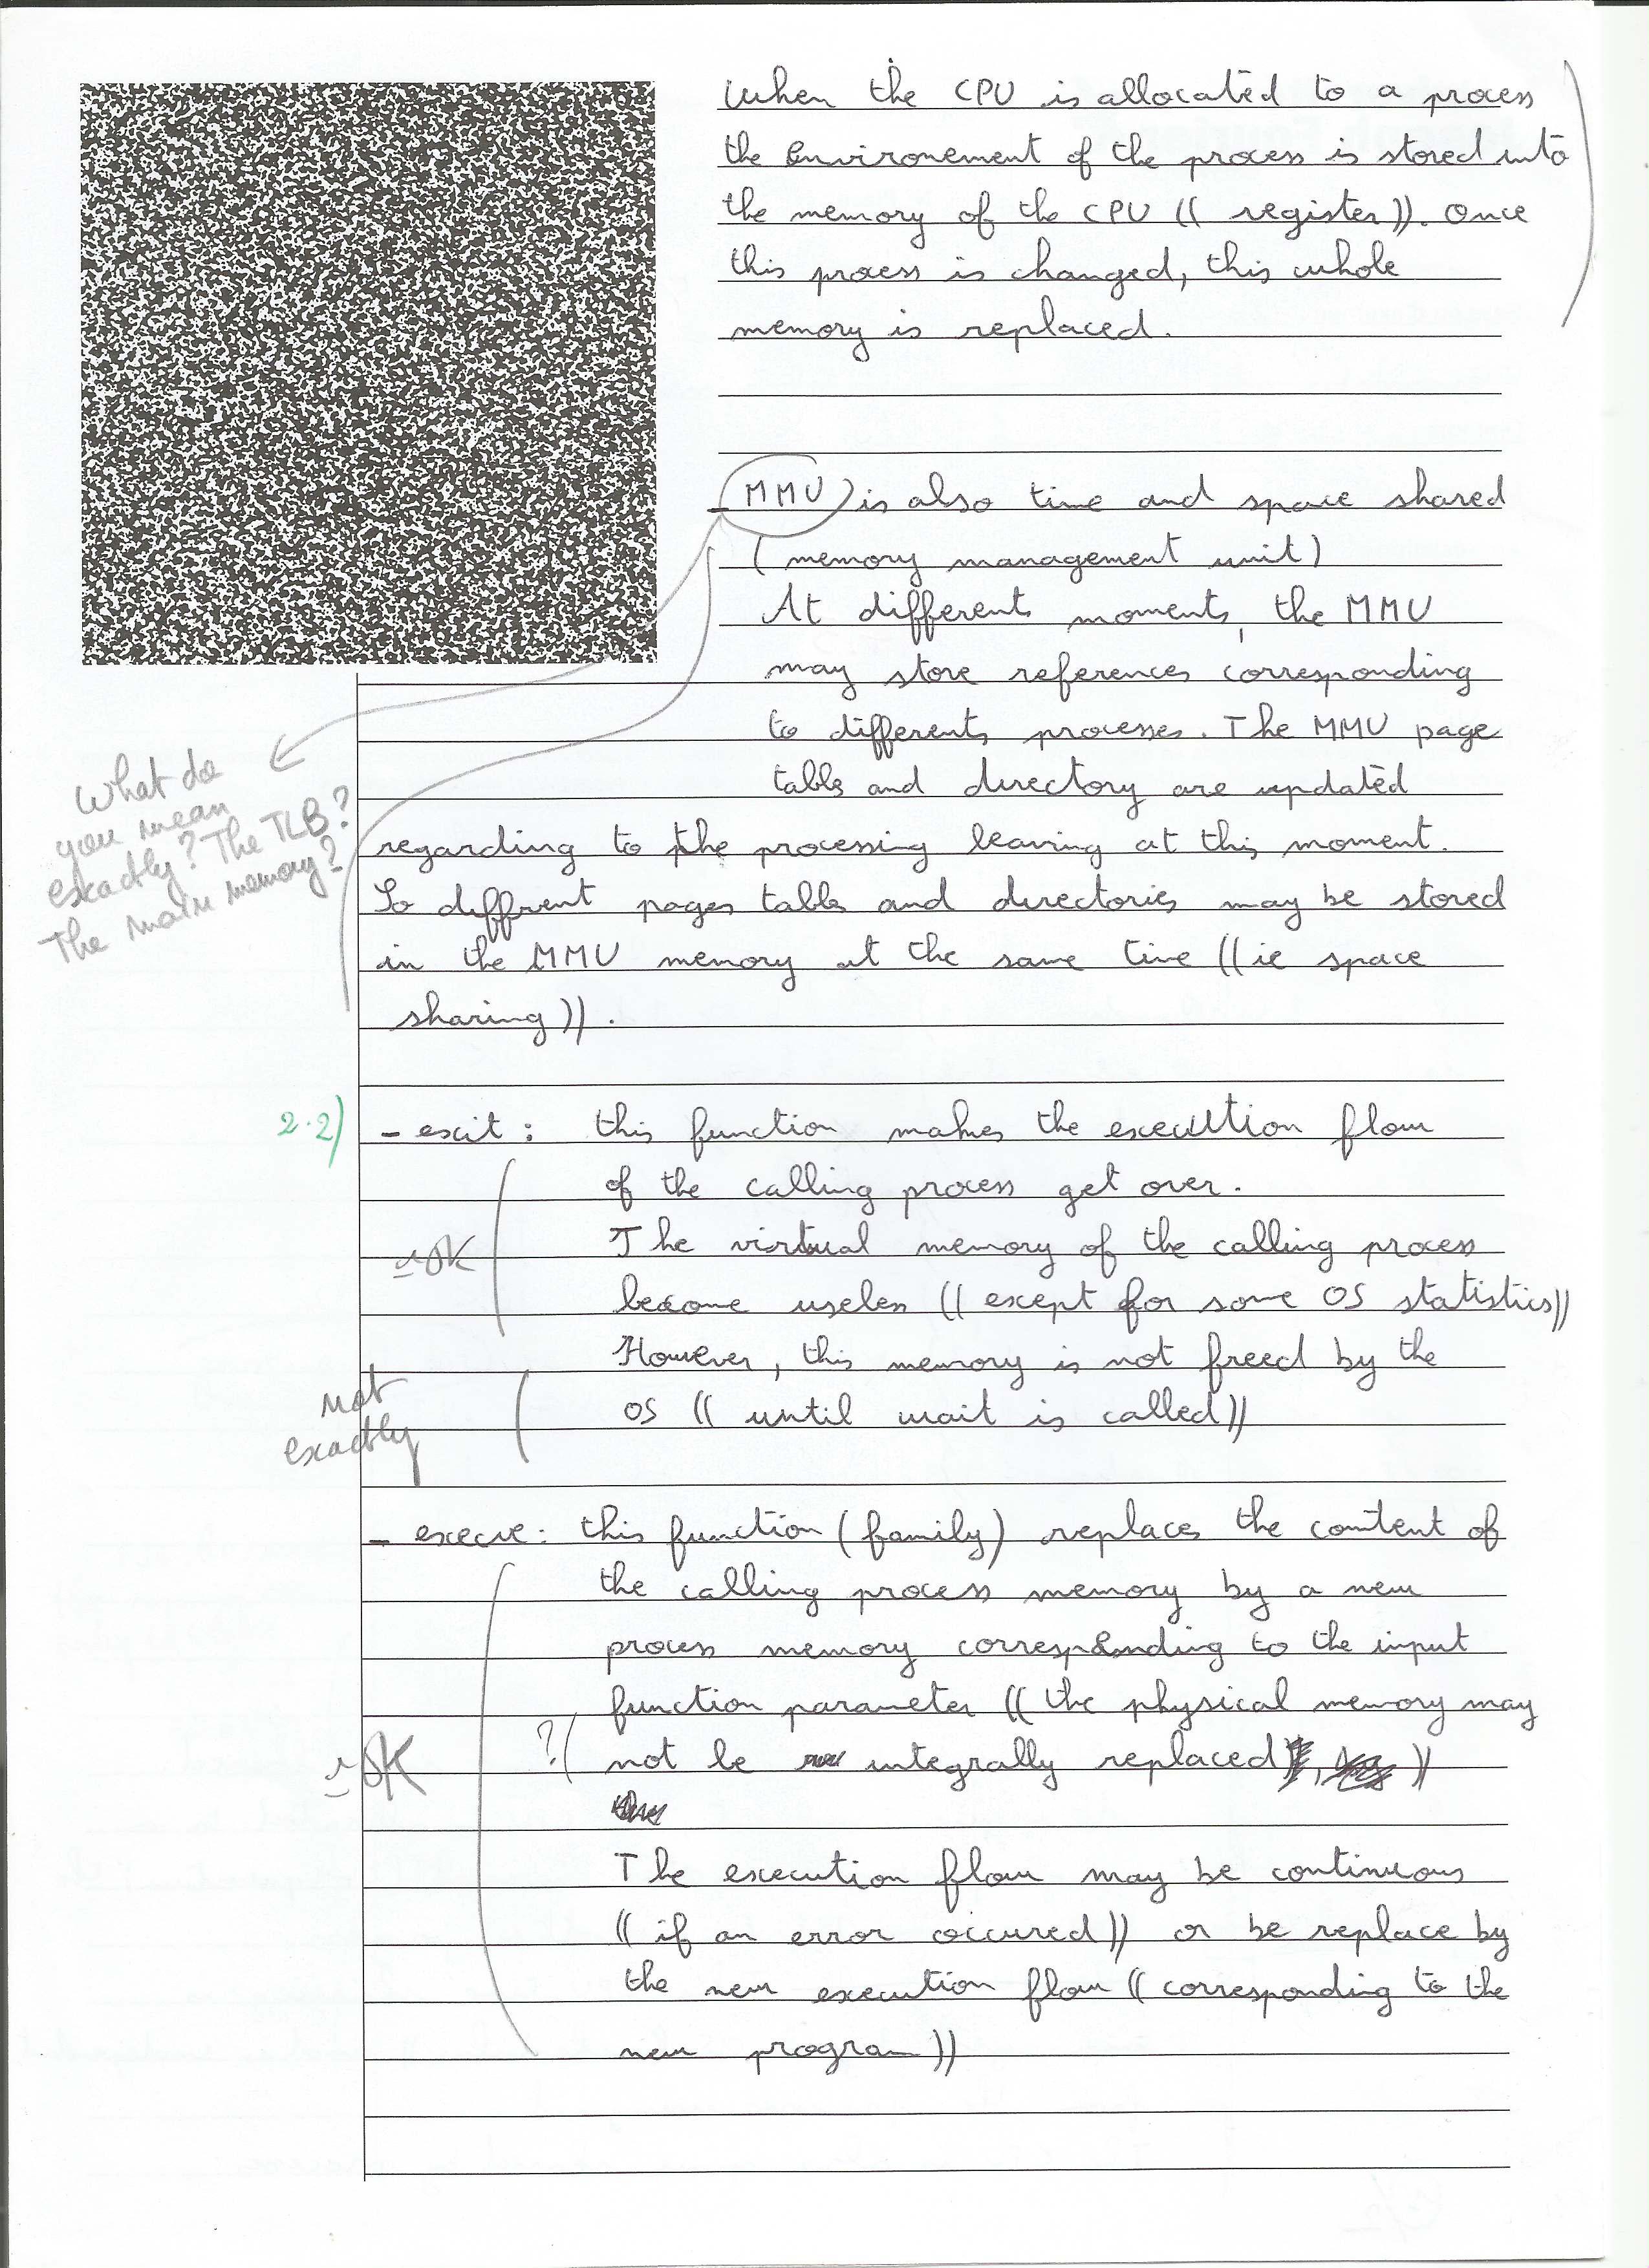 When the CPU is allocated to a process
the Environement of the process is stored into
the memory of the CPU (( register)). Once
this process is changed, this whole
memory is replaced.
- MMU is also time and space shared
(memory management unit)
At different moments, the MMU
may store references corresponding
to differents processes. The MMU page
table and directory are updated
What do
you mean
exactly? The TLB?
The main memory?
regarding to the processing leaving at this moment.
So diffrent pages table and directories may be stored
in the MMU memory at the same time ((ie space
sharing)).
2.2) - exit : this function makes the execution flow
of the calling process get over.
~OK
The virtual memory of the calling process
become useless (( except for some OS statistics))
However, this memory is not freed by the
OS (( until wait is called))
not
exactly
- execve: this function (family) replaces the content of
the calling process memory by a new
process memory corresponding to the input
function parameter (( the physical memory may
?( not be integrally replaced ))
~OK
The execution flow may be continuous
(( if an error occured)) or be replace by
the new execution flow (( corresponding to the
new program))